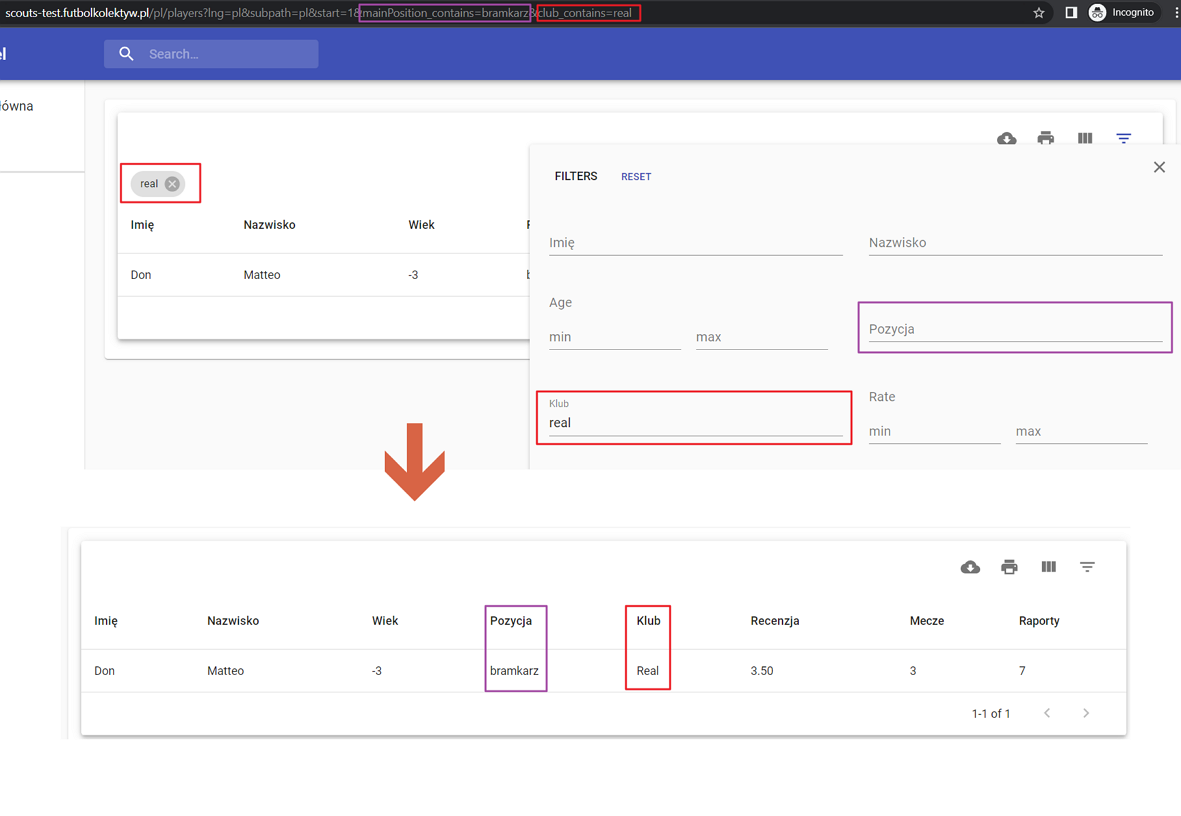 scouts-test.futbolkolektyw.pl/pl/players?lng=pl&subpath=pl&start=1&mainPosition_contains=bramkarz&club_contains=real
Incognito
el
Search...
łówna
real
FILTERS RESET
Imię Nazwisko Wiek
Don Matteo -3
Imię Nazwisko
Age
min max
Pozycja
Klub
real
Rate
min max
Imię Nazwisko Wiek Pozycja Klub Recenzja Mecze Raporty
Don Matteo -3 bramkarz Real 3.50 3 7
1-1 of 1